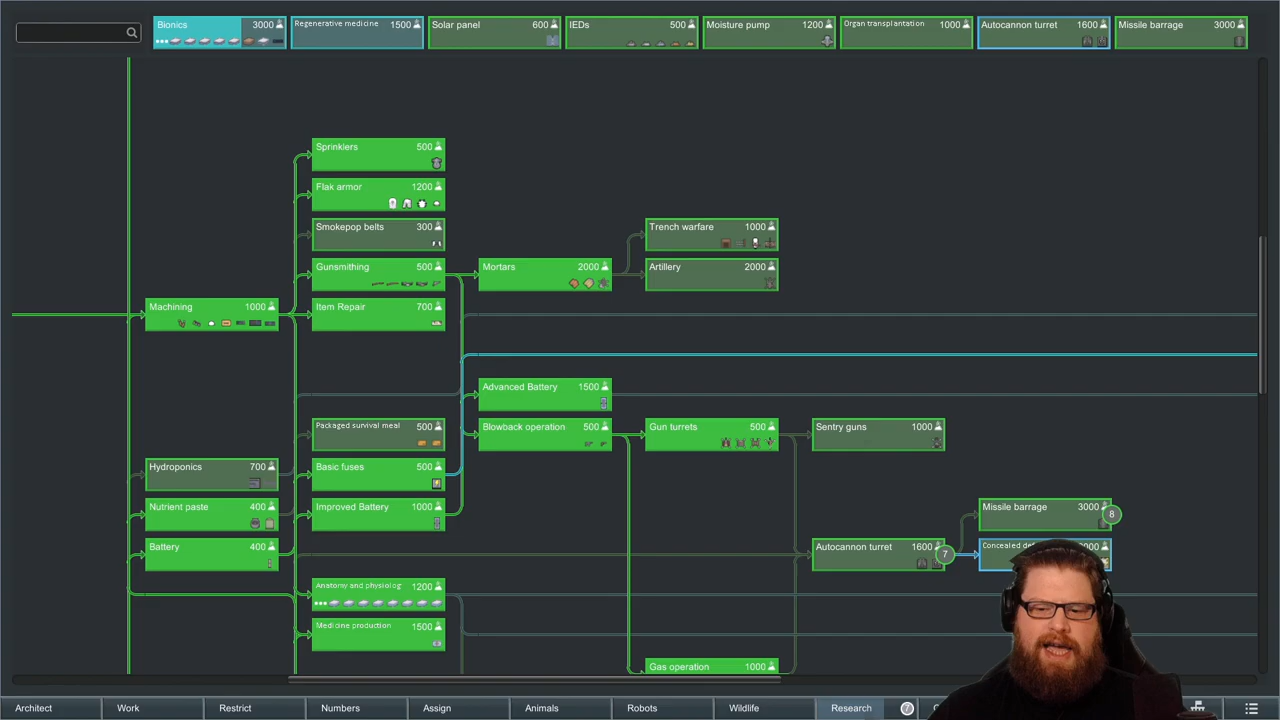 Bionics 3000
Regenerative medicine 1500
Solar panel 600
IEDs 500
Moisture pump 1200
Organ transplantation 1000
Autocannon turret 1600
Missile barrage 3000
Sprinklers 500
Flak armor 1200
Smokepop belts 300
Trench warfare 1000
Gunsmithing 500
Mortars 2000
Artillery 2000
Machining 1000
Item Repair 700
Advanced Battery 1500
Packaged survival meal 500
Blowback operation 500
Gun turrets 500
Sentry guns 1000
Hydroponics 700
Basic fuses 500
Nutrient paste 400
Improved Battery 1000
Missile barrage 3000
8
Battery 400
Autocannon turret 1600
7
Concealed
Anatomy and physiolog 1200
Medicine production 1500
Gas operation 1000
Architect
Work
Restrict
Numbers
Assign
Animals
Robots
Wildlife
Research
7